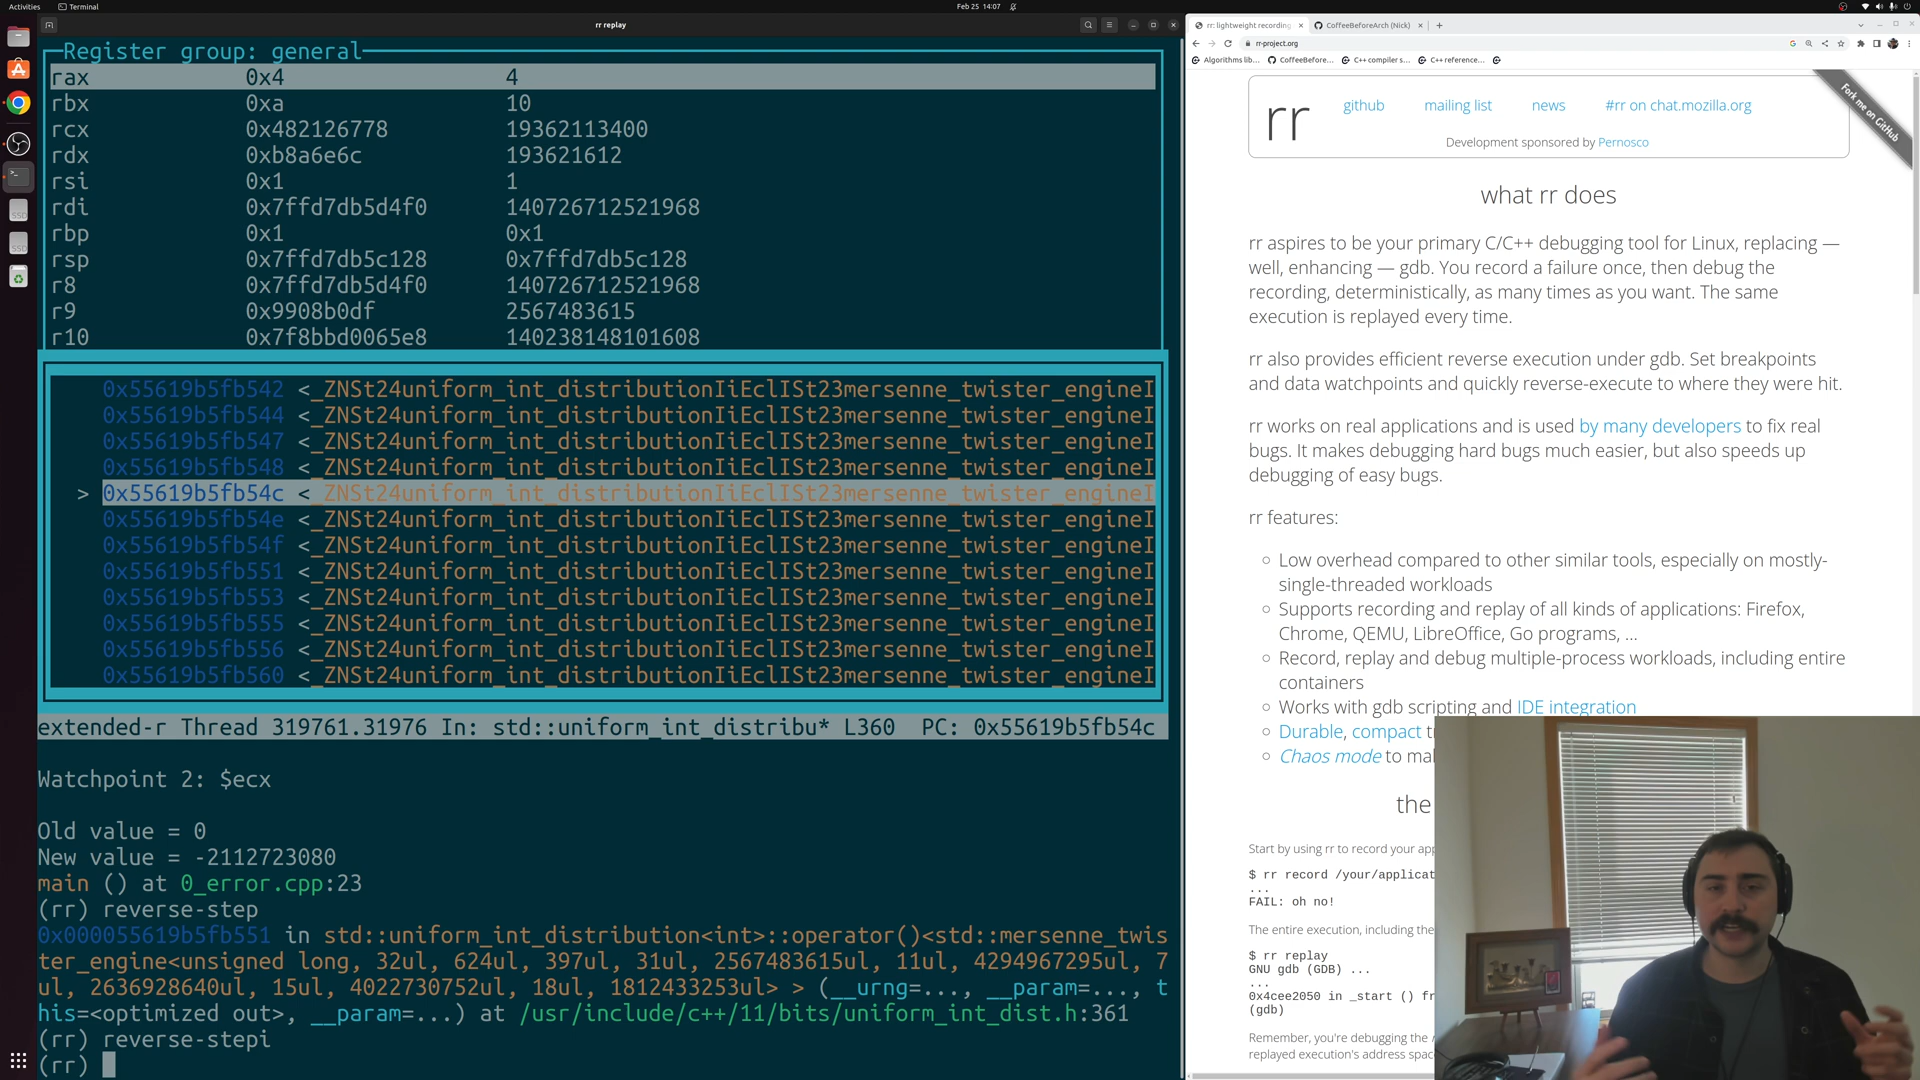 Activities
Terminal
Feb 25 14:07
rr replay
Register group: general
rax 0x4 4
rbx 0xa 10
rcx 0x482126778 19362113400
rdx 0xb8a6e6c 193621612
rsi 0x1 1
rdi 0x7ffd7db5d4f0 140726712521968
rbp 0x1 0x1
rsp 0x7ffd7db5c128 0x7ffd7db5c128
r8 0x7ffd7db5d4f0 140726712521968
r9 0x9908b0df 2567483615
r10 0x7f8bbd0065e8 140238148101608
0x55619b5fb542 <_ZNSt24uniform_int_distributionIiEclISt23mersenne_twister_engineI
0x55619b5fb544 <_ZNSt24uniform_int_distributionIiEclISt23mersenne_twister_engineI
0x55619b5fb547 <_ZNSt24uniform_int_distributionIiEclISt23mersenne_twister_engineI
0x55619b5fb548 <_ZNSt24uniform_int_distributionIiEclISt23mersenne_twister_engineI
> 0x55619b5fb54c <_ZNSt24uniform_int_distributionIiEclISt23mersenne_twister_engineI
0x55619b5fb54e <_ZNSt24uniform_int_distributionIiEclISt23mersenne_twister_engineI
0x55619b5fb54f <_ZNSt24uniform_int_distributionIiEclISt23mersenne_twister_engineI
0x55619b5fb551 <_ZNSt24uniform_int_distributionIiEclISt23mersenne_twister_engineI
0x55619b5fb553 <_ZNSt24uniform_int_distributionIiEclISt23mersenne_twister_engineI
0x55619b5fb555 <_ZNSt24uniform_int_distributionIiEclISt23mersenne_twister_engineI
0x55619b5fb556 <_ZNSt24uniform_int_distributionIiEclISt23mersenne_twister_engineI
0x55619b5fb560 <_ZNSt24uniform_int_distributionIiEclISt23mersenne_twister_engineI
extended-r Thread 319761.31976 In: std::uniform_int_distribu* L360 PC: 0x55619b5fb54c
Watchpoint 2: $ecx
Old value = 0
New value = -2112723080
main () at 0_error.cpp:23
(rr) reverse-step
0x000055619b5fb551 in std::uniform_int_distribution<int>::operator()<std::mersenne_twis
ter_engine<unsigned long, 32ul, 624ul, 397ul, 31ul, 2567483615ul, 11ul, 4294967295ul, 7
ul, 2636928640ul, 15ul, 4022730752ul, 18ul, 1812433253ul> > (__urng=..., __param=..., t
his=<optimized out>, __param=...) at /usr/include/c++/11/bits/uniform_int_dist.h:361
(rr) reverse-stepi
(rr)
rr: lightweight recording
CoffeeBeforeArch (Nick)
rr-project.org
Algorithms lib...
CoffeeBefore...
C++ compiler s...
C++ reference...
Fork me on GitHub
rr
github
mailing list
news
#rr on chat.mozilla.org
Development sponsored by Pernosco
what rr does
rr aspires to be your primary C/C++ debugging tool for Linux, replacing —
well, enhancing — gdb. You record a failure once, then debug the
recording, deterministically, as many times as you want. The same
execution is replayed every time.
rr also provides efficient reverse execution under gdb. Set breakpoints
and data watchpoints and quickly reverse-execute to where they were hit.
rr works on real applications and is used by many developers to fix real
bugs. It makes debugging hard bugs much easier, but also speeds up
debugging of easy bugs.
rr features:
Low overhead compared to other similar tools, especially on mostly-
single-threaded workloads
Supports recording and replay of all kinds of applications: Firefox,
Chrome, QEMU, LibreOffice, Go programs, ...
Record, replay and debug multiple-process workloads, including entire
containers
Works with gdb scripting and IDE integration
Durable, compact t
Chaos mode to mal
the
Start by using rr to record your app
$ rr record /your/applicat
...
FAIL: oh no!
The entire execution, including the
$ rr replay
GNU gdb (GDB) ...
...
0x4cee2050 in _start () fr
(gdb)
Remember, you're debugging the
replayed execution's address spac